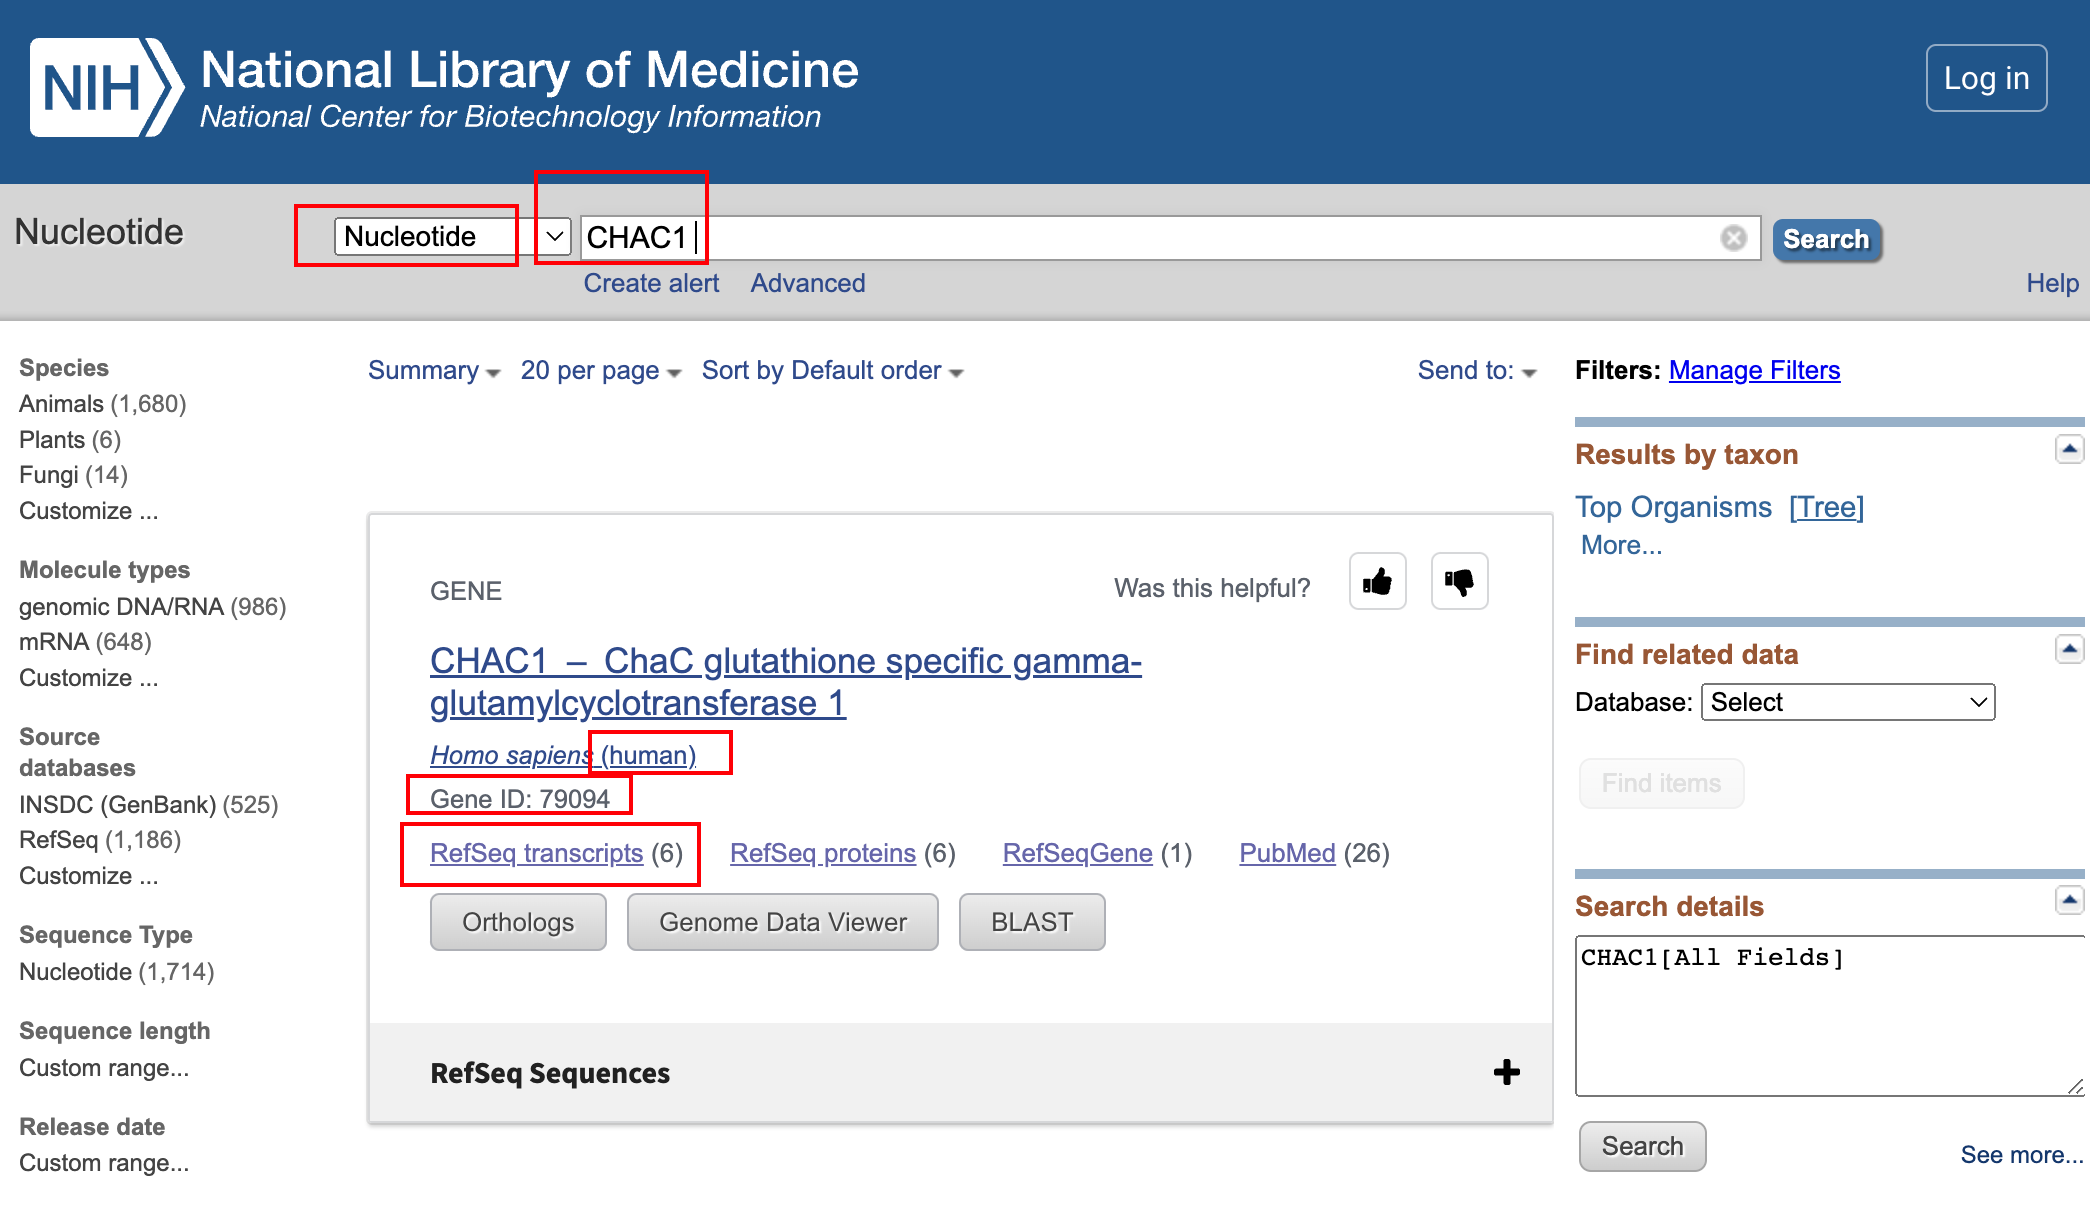 NIH
National Library of Medicine
National Center for Biotechnology Information
Log in
Nucleotide
Nucleotide
CHAC1
Search
Create alert
Advanced
Help
Species
Animals (1,680)
Plants (6)
Fungi (14)
Customize ...
Molecule types
genomic DNA/RNA (986)
mRNA (648)
Customize ...
Source
databases
INSDC (GenBank) (525)
RefSeq (1,186)
Customize ...
Sequence Type
Nucleotide (1,714)
Sequence length
Custom range...
Release date
Custom range...
Summary
20 per page
Sort by Default order
Send to:
GENE
Was this helpful?
CHAC1 – ChaC glutathione specific gamma-
glutamylcyclotransferase 1
Homo sapiens (human)
Gene ID: 79094
RefSeq transcripts (6)
RefSeq proteins (6)
RefSeqGene (1)
PubMed (26)
Orthologs
Genome Data Viewer
BLAST
RefSeq Sequences
Filters: Manage Filters
Results by taxon
Top Organisms [Tree]
More...
Find related data
Database: Select
Find items
Search details
CHAC1[All Fields]
Search
See more...